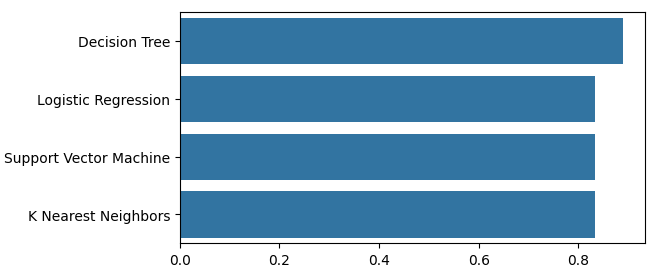 Decision Tree
Logistic Regression
Support Vector Machine
K Nearest Neighbors
0.0 0.2 0.4 0.6 0.8